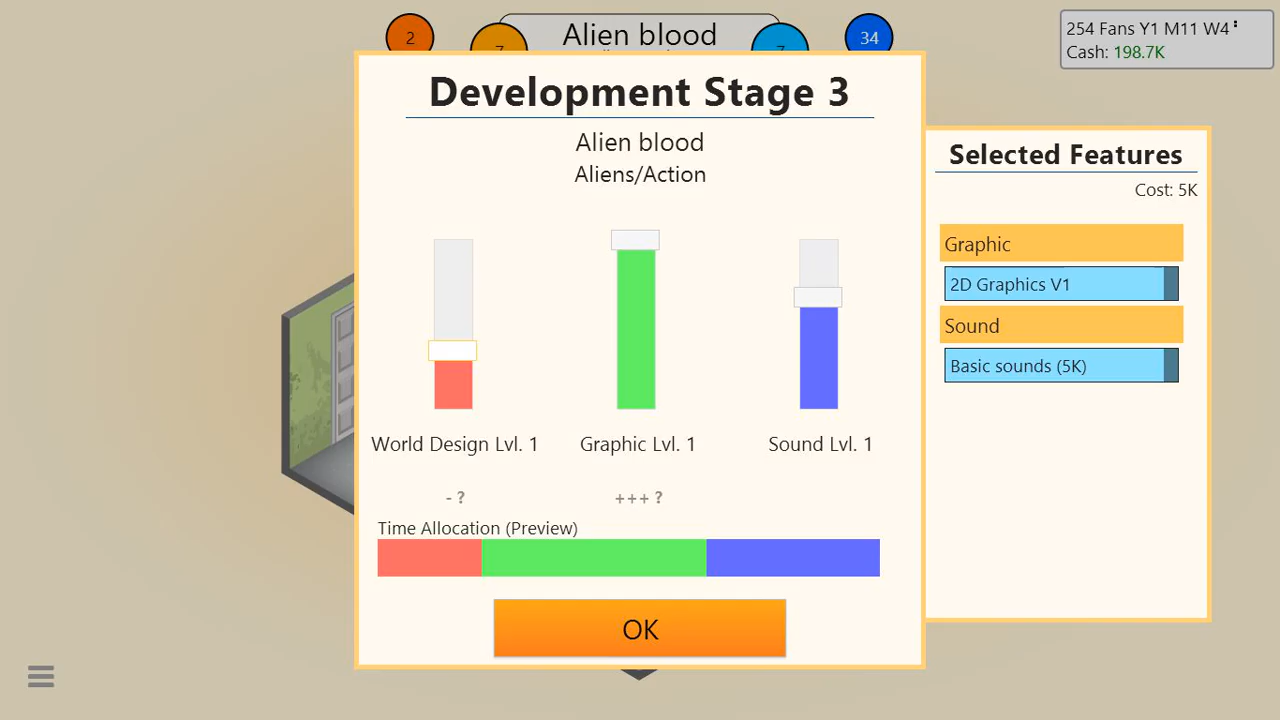 2
7
Alien blood
7
34
254 Fans Y1 M11 W4
Cash: 198.7K
Development Stage 3
Alien blood
Aliens/Action
World Design Lvl. 1
Graphic Lvl. 1
Sound Lvl. 1
- ?
+++ ?
Time Allocation (Preview)
OK
Selected Features
Cost: 5K
Graphic
2D Graphics V1
Sound
Basic sounds (5K)